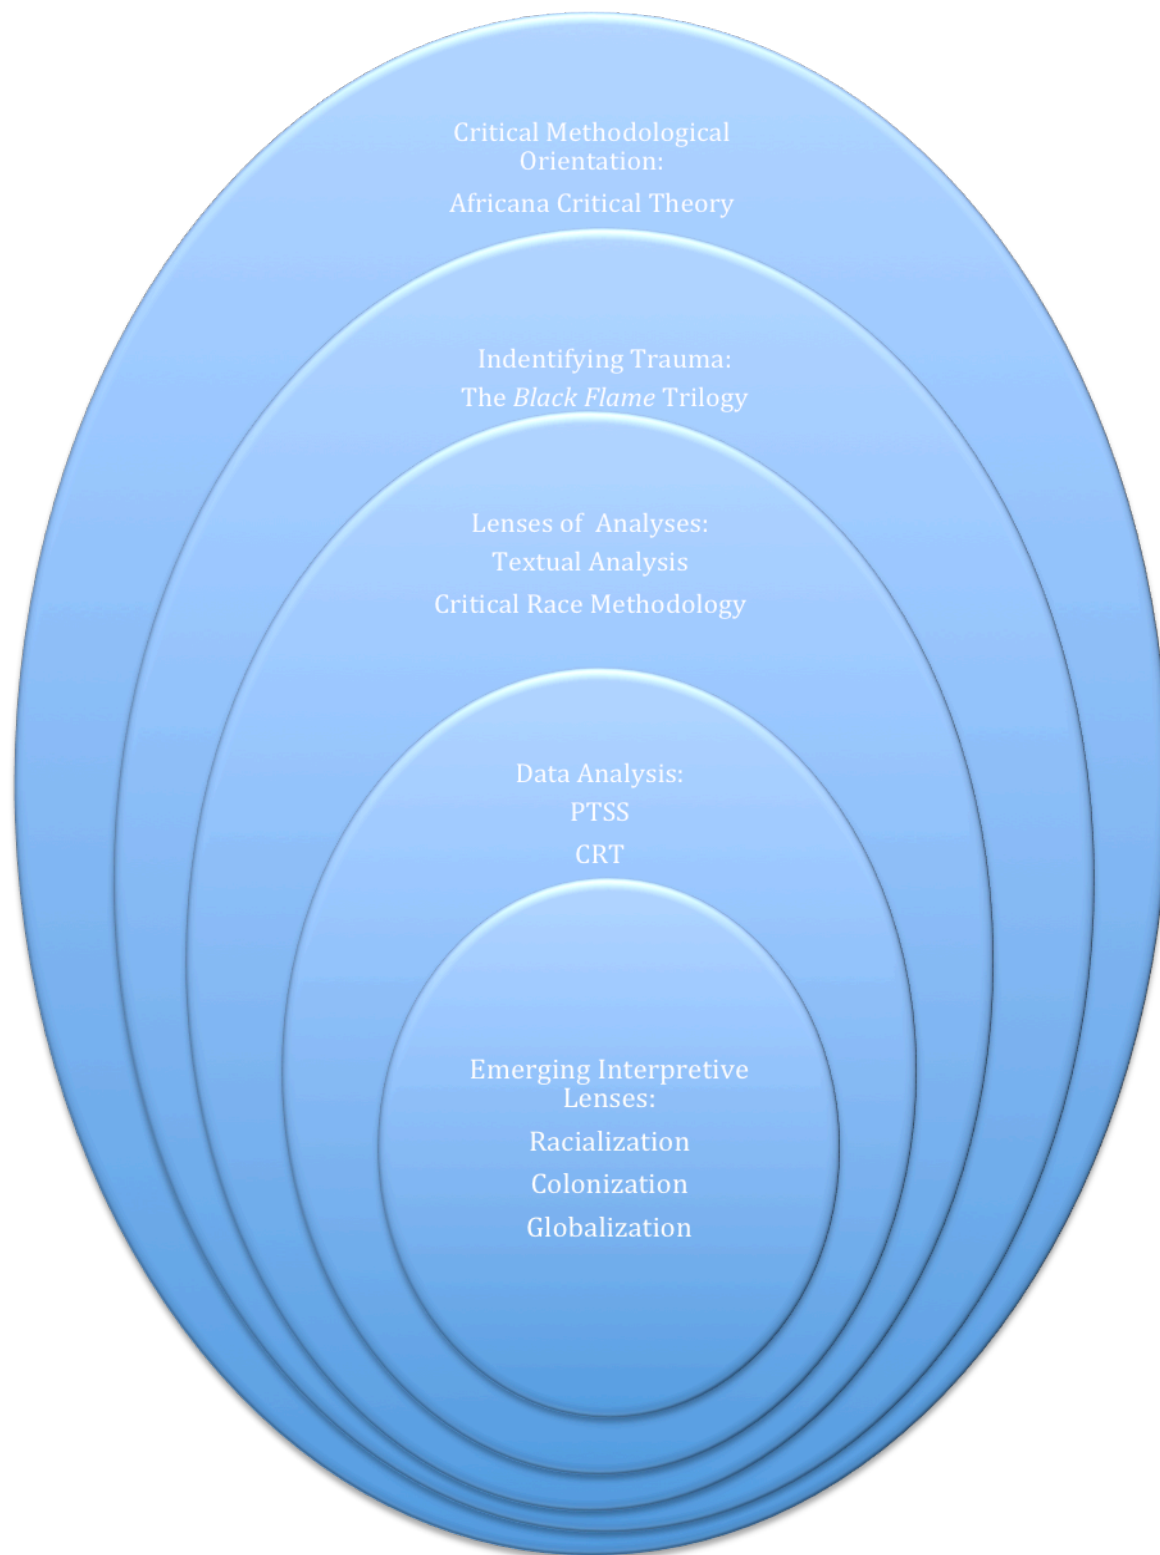 Critical Methodological
Orientation:
Africana Critical Theory
Indentifying Trauma:
The Black Flame Trilogy
Lenses of Analyses:
Textual Analysis
Critical Race Methodology
Data Analysis:
PTSS
CRT
Emerging Interpretive
Lenses:
Racialization
Colonization
Globalization